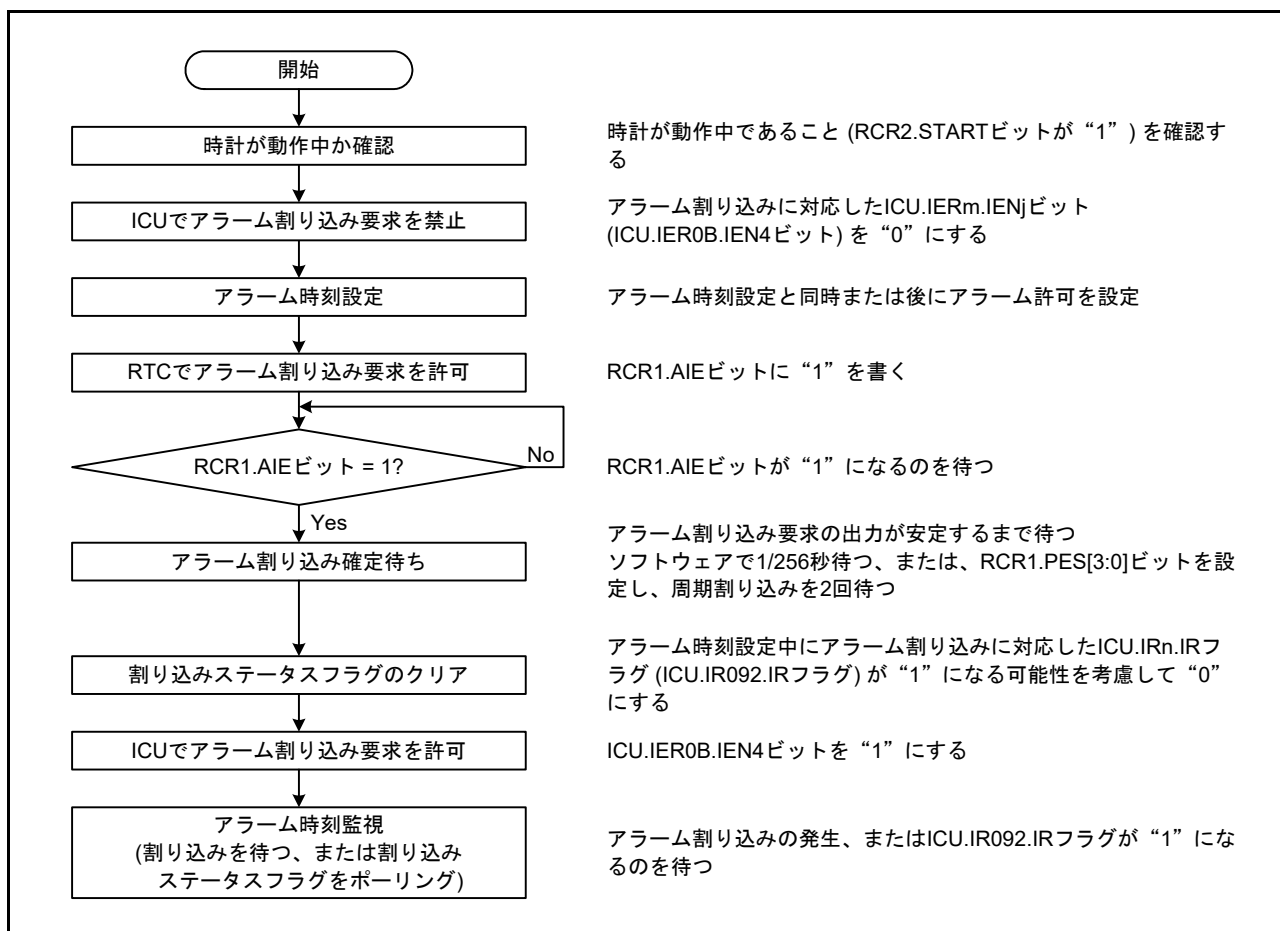 開始
時計が動作中か確認
時計が動作中であること (RCR2.STARTビットが“1”) を確認す
る
ICUでアラーム割り込み要求を禁止
アラーム割り込みに対応したICU.IERm.IENjビット
(ICU.IER0B.IEN4ビット) を“0”にする
アラーム時刻設定
アラーム時刻設定と同時または後にアラーム許可を設定
RTCでアラーム割り込み要求を許可
RCR1.AIEビットに“1”を書く
RCR1.AIEビット = 1?
No
RCR1.AIEビットが“1”になるのを待つ
Yes
アラーム割り込み確定待ち
アラーム割り込み要求の出力が安定するまで待つ
ソフトウェアで1/256秒待つ、または、RCR1.PES[3:0]ビットを設
定し、周期割り込みを2回待つ
割り込みステータスフラグのクリア
アラーム時刻設定中にアラーム割り込みに対応したICU.IRn.IRフ
ラグ (ICU.IR092.IRフラグ) が“1”になる可能性を考慮して“0”
にする
ICUでアラーム割り込み要求を許可
ICU.IER0B.IEN4ビットを“1”にする
アラーム時刻監視
(割り込みを待つ、または割り込み
ステータスフラグをポーリング)
アラーム割り込みの発生、またはICU.IR092.IRフラグが“1”にな
るのを待つ